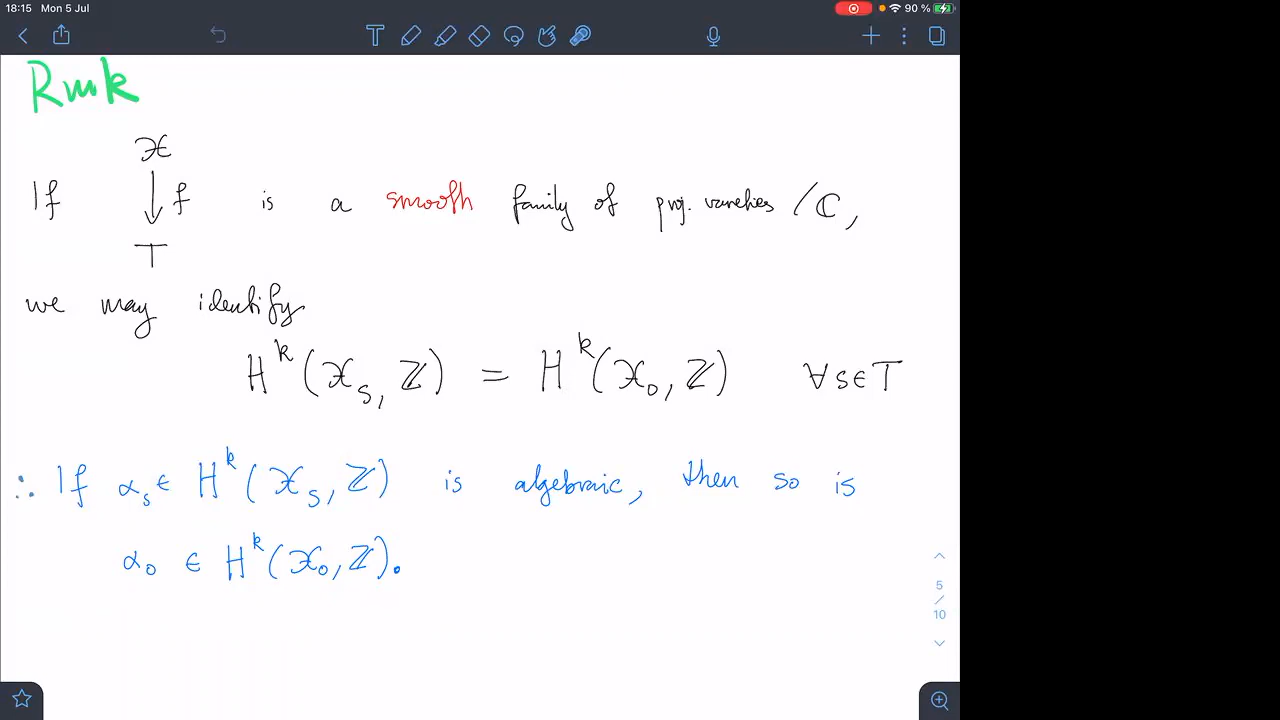 18:15 Mon 5 Jul
90 %
Rmk
𝒳
If ↓ f is a smooth family of proj. varieties /ℂ,
T
we may identify
H^k(𝒳_s, ℤ) = H^k(𝒳_0, ℤ) ∀s∈T
∴ If α_s ∈ H^k(𝒳_s, ℤ) is algebraic, then so is
α_0 ∈ H^k(𝒳_0, ℤ).
5
/
10